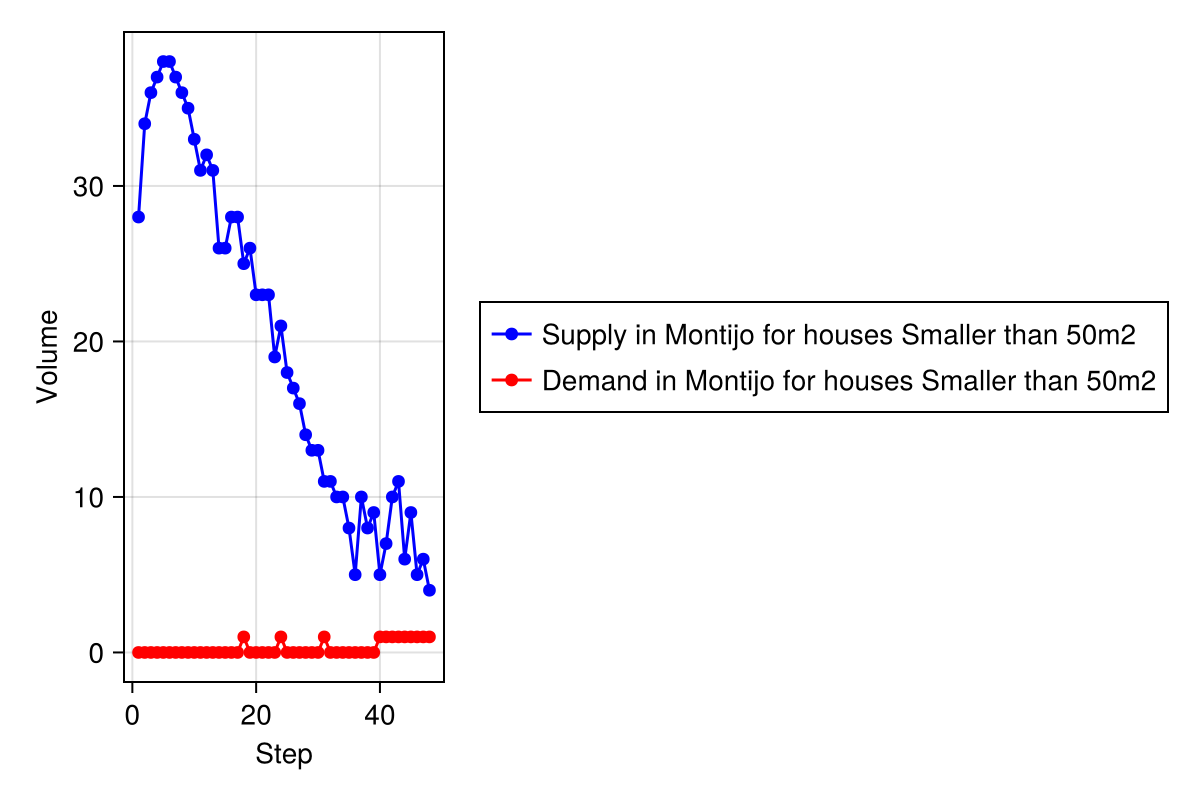 30
20
10
0
Volume
0 20 40
Step
Supply in Montijo for houses Smaller than 50m2
Demand in Montijo for houses Smaller than 50m2